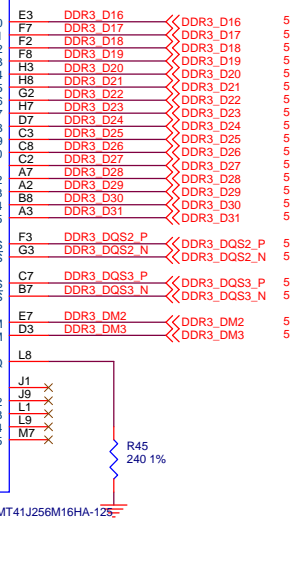 E3 DDR3_D16 DDR3_D16 5
F7 DDR3_D17 DDR3_D17 5
F2 DDR3_D18 DDR3_D18 5
F8 DDR3_D19 DDR3_D19 5
H3 DDR3_D20 DDR3_D20 5
H8 DDR3_D21 DDR3_D21 5
G2 DDR3_D22 DDR3_D22 5
H7 DDR3_D23 DDR3_D23 5
D7 DDR3_D24 DDR3_D24 5
C3 DDR3_D25 DDR3_D25 5
C8 DDR3_D26 DDR3_D26 5
C2 DDR3_D27 DDR3_D27 5
A7 DDR3_D28 DDR3_D28 5
A2 DDR3_D29 DDR3_D29 5
B8 DDR3_D30 DDR3_D30 5
A3 DDR3_D31 DDR3_D31 5
F3 DDR3_DQS2_P DDR3_DQS2_P 5
G3 DDR3_DQS2_N DDR3_DQS2_N 5
C7 DDR3_DQS3_P DDR3_DQS3_P 5
B7 DDR3_DQS3_N DDR3_DQS3_N 5
E7 DDR3_DM2 DDR3_DM2 5
D3 DDR3_DM3 DDR3_DM3 5
L8
J1
J9
L1
L9
M7
R45
240 1%
MT41J256M16HA-125